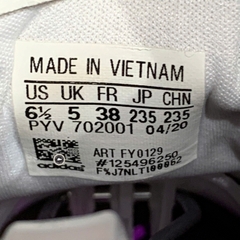 MADE IN VIETNAM
US UK FR JP CHN
6½ 5 38 235 235
PYV 702001 04/20
ART FY0129
#125496250
adidas